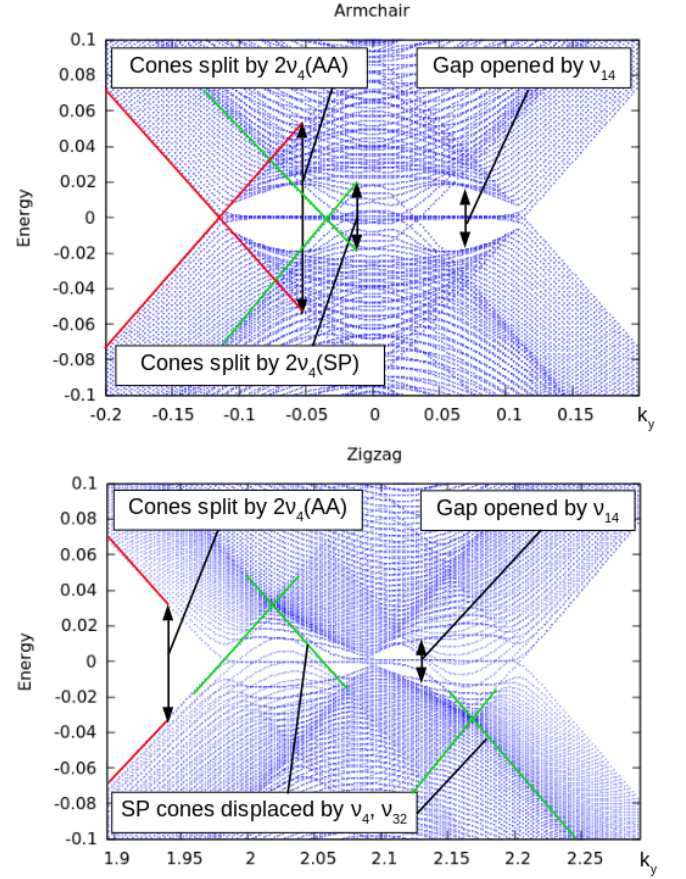 Armchair
0.1
Cones split by 2ν₄(AA)
Gap opened by ν₁₄
0.08
0.06
0.04
0.02
Energy
0
-0.02
-0.04
-0.06
Cones split by 2ν₄(SP)
-0.08
-0.1
-0.2 -0.15 -0.1 -0.05 0 0.05 0.1 0.15 k_y
Zigzag
0.1
Cones split by 2ν₄(AA)
Gap opened by ν₁₄
0.08
0.06
0.04
0.02
Energy
0
-0.02
-0.04
-0.06
SP cones displaced by ν₄, ν₃₂
-0.08
-0.1
1.9 1.95 2 2.05 2.1 2.15 2.2 2.25 k_y